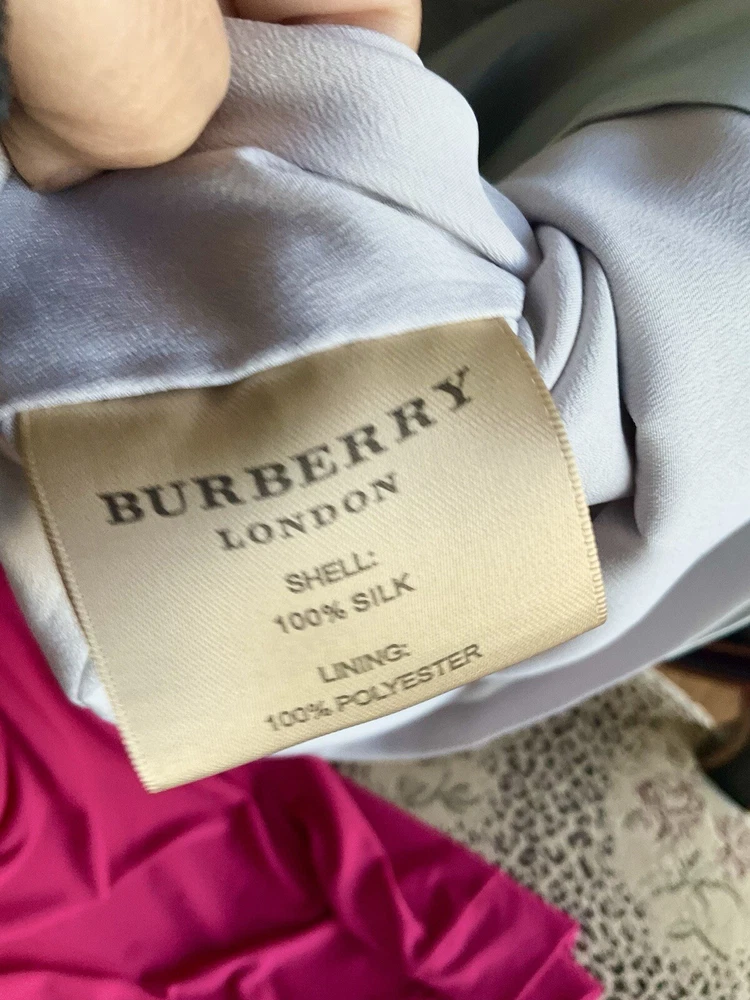 BURBERRY
LONDON
SHELL:
100% SILK
LINING:
100% POLYESTER